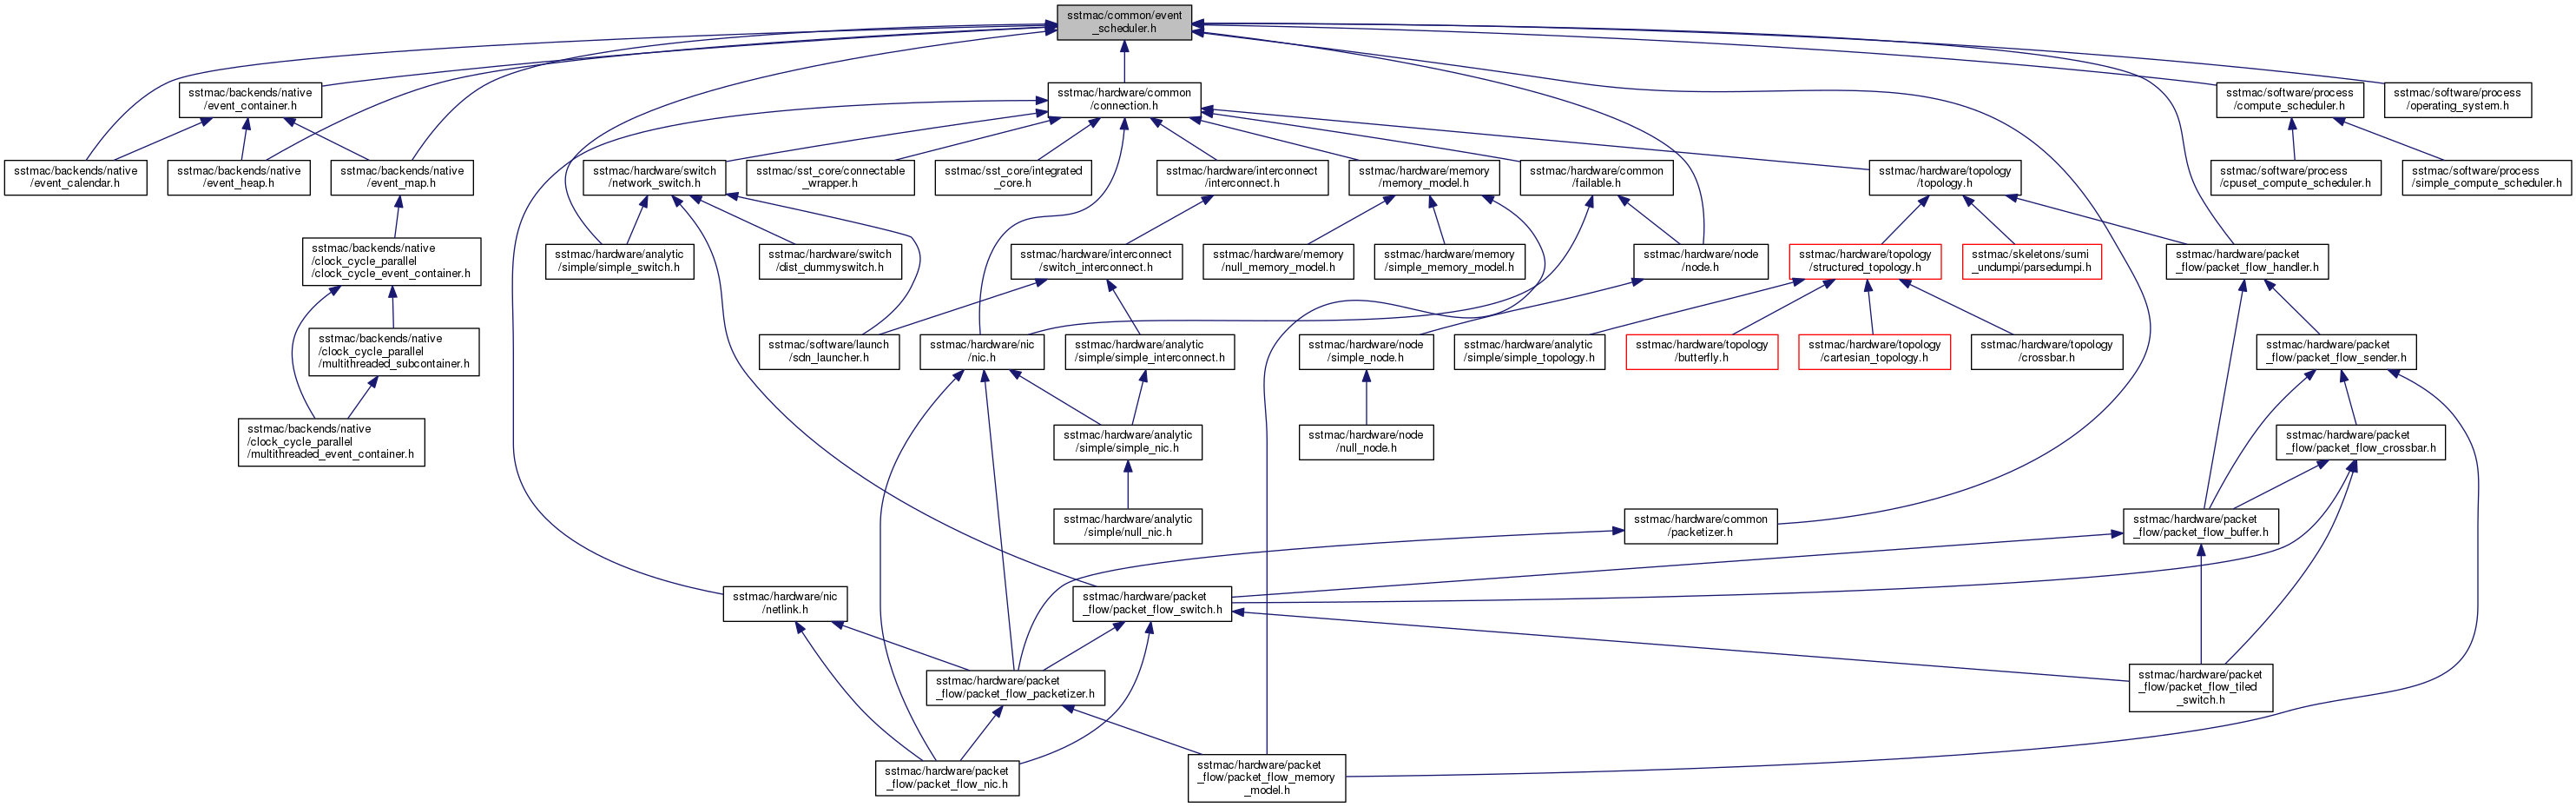 sstmac/common/event
_scheduler.h
sstmac/backends/native
/event_container.h
sstmac/hardware/common
/connection.h
sstmac/software/process
/compute_scheduler.h
sstmac/software/process
/operating_system.h
sstmac/backends/native
/event_calendar.h
sstmac/backends/native
/event_heap.h
sstmac/backends/native
/event_map.h
sstmac/hardware/switch
/network_switch.h
sstmac/sst_core/connectable
_wrapper.h
sstmac/sst_core/integrated
_core.h
sstmac/hardware/interconnect
/interconnect.h
sstmac/hardware/memory
/memory_model.h
sstmac/hardware/common
/failable.h
sstmac/hardware/topology
/topology.h
sstmac/software/process
/cpuset_compute_scheduler.h
sstmac/software/process
/simple_compute_scheduler.h
sstmac/backends/native
/clock_cycle_parallel
/clock_cycle_event_container.h
sstmac/hardware/analytic
/simple/simple_switch.h
sstmac/hardware/switch
/dist_dummyswitch.h
sstmac/hardware/interconnect
/switch_interconnect.h
sstmac/hardware/memory
/null_memory_model.h
sstmac/hardware/memory
/simple_memory_model.h
sstmac/hardware/node
/node.h
sstmac/hardware/topology
/structured_topology.h
sstmac/skeletons/sumi
_undumpi/parsedumpi.h
sstmac/hardware/packet
_flow/packet_flow_handler.h
sstmac/backends/native
/clock_cycle_parallel
/multithreaded_subcontainer.h
sstmac/software/launch
/sdn_launcher.h
sstmac/hardware/nic
/nic.h
sstmac/hardware/analytic
/simple/simple_interconnect.h
sstmac/hardware/node
/simple_node.h
sstmac/hardware/analytic
/simple/simple_topology.h
sstmac/hardware/topology
/butterfly.h
sstmac/hardware/topology
/cartesian_topology.h
sstmac/hardware/topology
/crossbar.h
sstmac/hardware/packet
_flow/packet_flow_sender.h
sstmac/backends/native
/clock_cycle_parallel
/multithreaded_event_container.h
sstmac/hardware/analytic
/simple/simple_nic.h
sstmac/hardware/node
/null_node.h
sstmac/hardware/packet
_flow/packet_flow_crossbar.h
sstmac/hardware/analytic
/simple/null_nic.h
sstmac/hardware/common
/packetizer.h
sstmac/hardware/packet
_flow/packet_flow_buffer.h
sstmac/hardware/nic
/netlink.h
sstmac/hardware/packet
_flow/packet_flow_switch.h
sstmac/hardware/packet
_flow/packet_flow_packetizer.h
sstmac/hardware/packet
_flow/packet_flow_tiled
_switch.h
sstmac/hardware/packet
_flow/packet_flow_nic.h
sstmac/hardware/packet
_flow/packet_flow_memory
_model.h